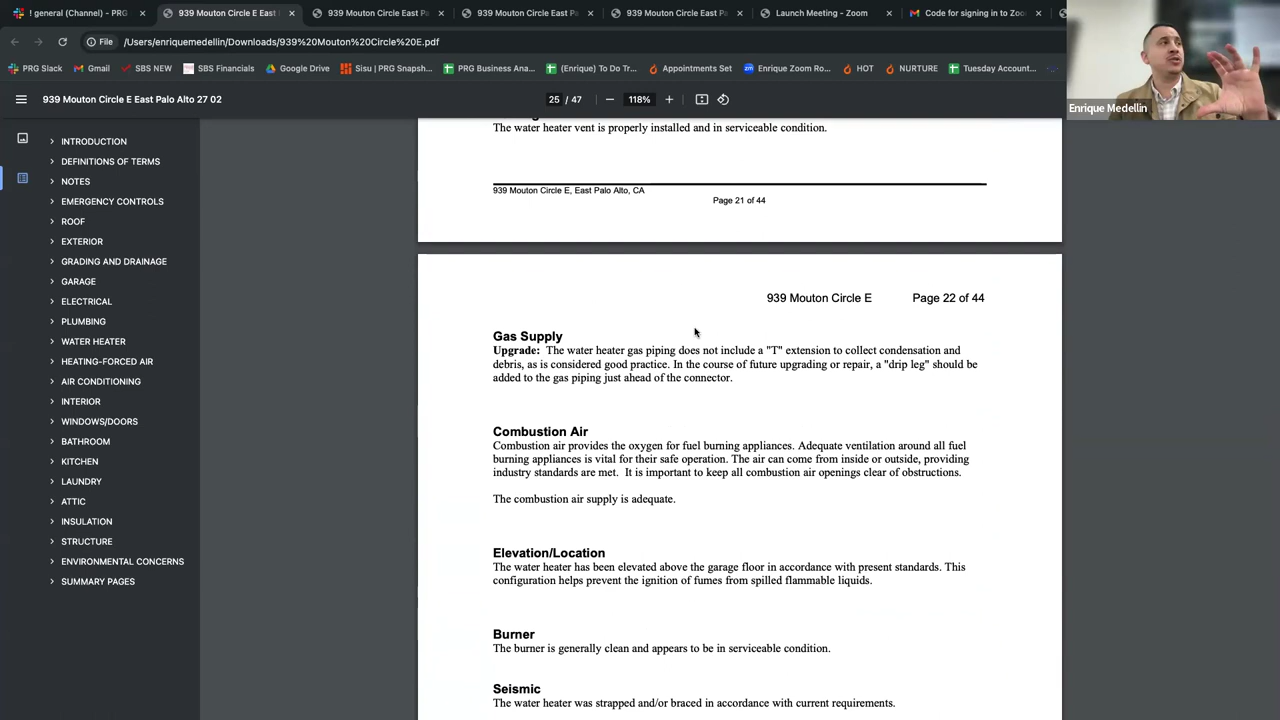 ! general (Channel) - PRG
939 Mouton Circle E East I
939 Mouton Circle E East Pa
939 Mouton Circle E East Pa
939 Mouton Circle E East Pa
Launch Meeting - Zoom
Code for signing in to Zoo
File
/Users/enriquemedellin/Downloads/939%20Mouton%20Circle%20E.pdf
PRG Slack
Gmail
SBS NEW
SBS Financials
Google Drive
Sisu | PRG Snapsh...
PRG Business Ana...
(Enrique) To Do Tr...
Appointments Set
Enrique Zoom Ro...
HOT
NURTURE
Tuesday Account...
Enrique Medellin
939 Mouton Circle E East Palo Alto 27 02
25 / 47
118%
INTRODUCTION
DEFINITIONS OF TERMS
NOTES
EMERGENCY CONTROLS
ROOF
EXTERIOR
GRADING AND DRAINAGE
GARAGE
ELECTRICAL
PLUMBING
WATER HEATER
HEATING-FORCED AIR
AIR CONDITIONING
INTERIOR
WINDOWS/DOORS
BATHROOM
KITCHEN
LAUNDRY
ATTIC
INSULATION
STRUCTURE
ENVIRONMENTAL CONCERNS
SUMMARY PAGES
The water heater vent is properly installed and in serviceable condition.
939 Mouton Circle E, East Palo Alto, CA
Page 21 of 44
939 Mouton Circle E Page 22 of 44
Gas Supply
Upgrade: The water heater gas piping does not include a "T" extension to collect condensation and
debris, as is considered good practice. In the course of future upgrading or repair, a "drip leg" should be
added to the gas piping just ahead of the connector.
Combustion Air
Combustion air provides the oxygen for fuel burning appliances. Adequate ventilation around all fuel
burning appliances is vital for their safe operation. The air can come from inside or outside, providing
industry standards are met. It is important to keep all combustion air openings clear of obstructions.
The combustion air supply is adequate.
Elevation/Location
The water heater has been elevated above the garage floor in accordance with present standards. This
configuration helps prevent the ignition of fumes from spilled flammable liquids.
Burner
The burner is generally clean and appears to be in serviceable condition.
Seismic
The water heater was strapped and/or braced in accordance with current requirements.